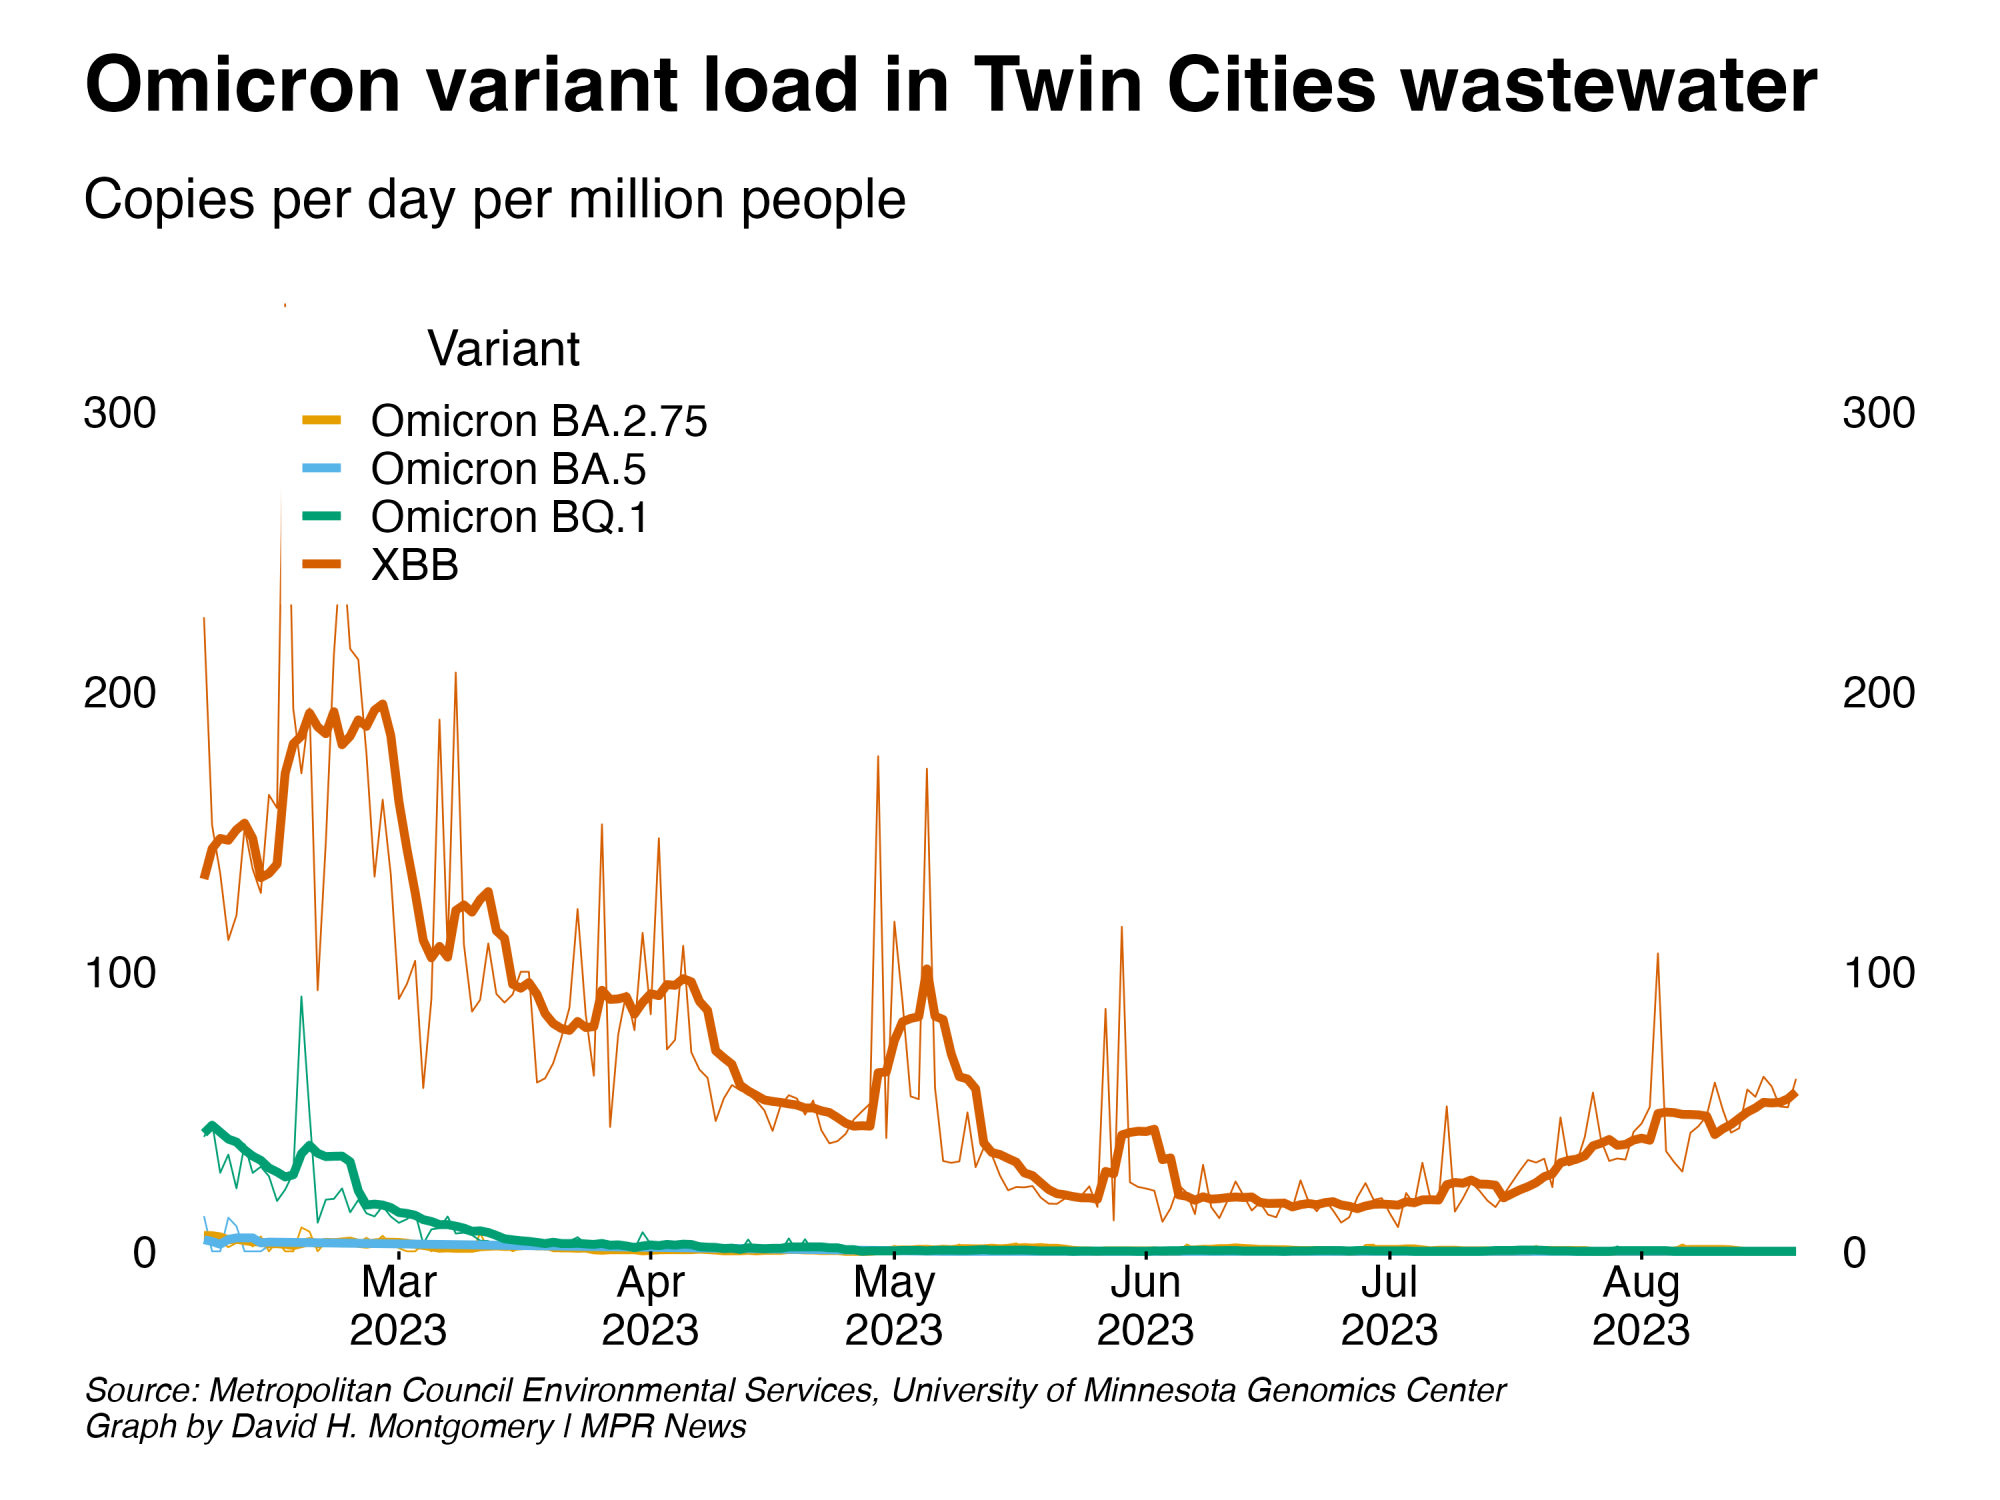 Omicron variant load in Twin Cities wastewater
Copies per day per million people
Variant
Omicron BA.2.75
Omicron BA.5
Omicron BQ.1
XBB
300
200
100
0
300
200
100
0
Mar
2023
Apr
2023
May
2023
Jun
2023
Jul
2023
Aug
2023
Source: Metropolitan Council Environmental Services, University of Minnesota Genomics Center
Graph by David H. Montgomery | MPR News